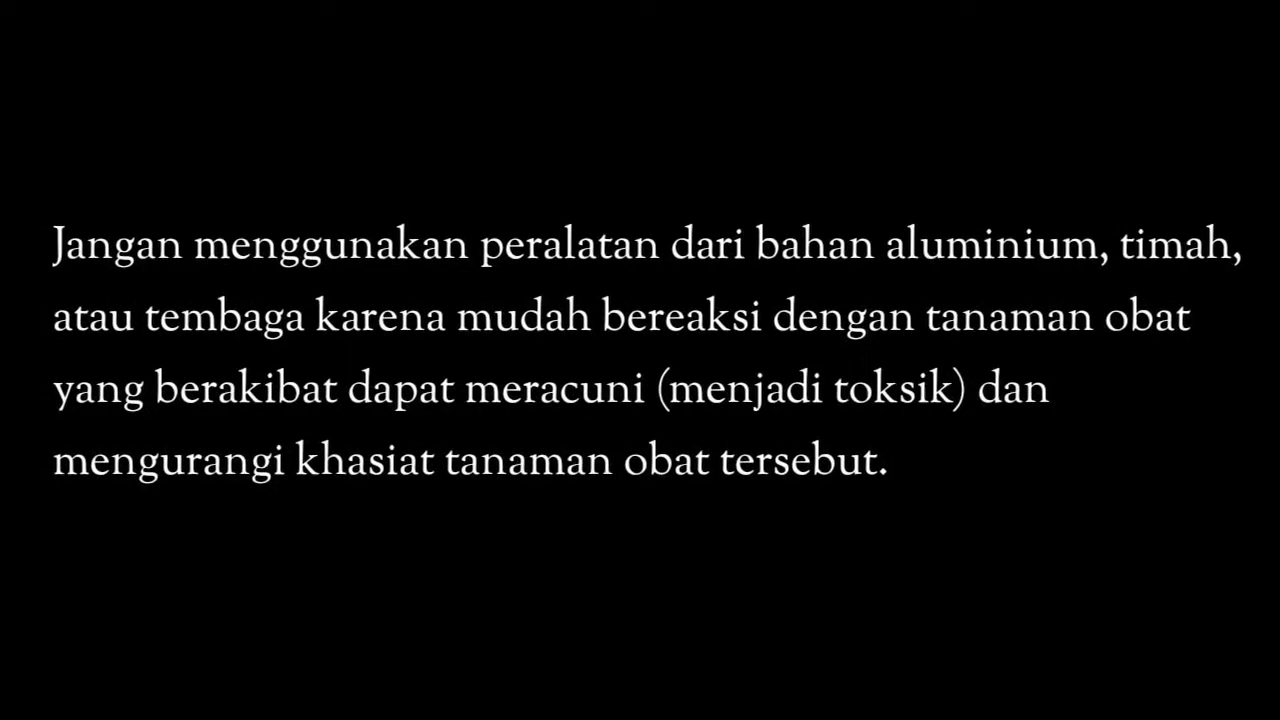 Jangan menggunakan peralatan dari bahan aluminium, timah,
atau tembaga karena mudah bereaksi dengan tanaman obat
yang berakibat dapat meracuni (menjadi toksik) dan
mengurangi khasiat tanaman obat tersebut.